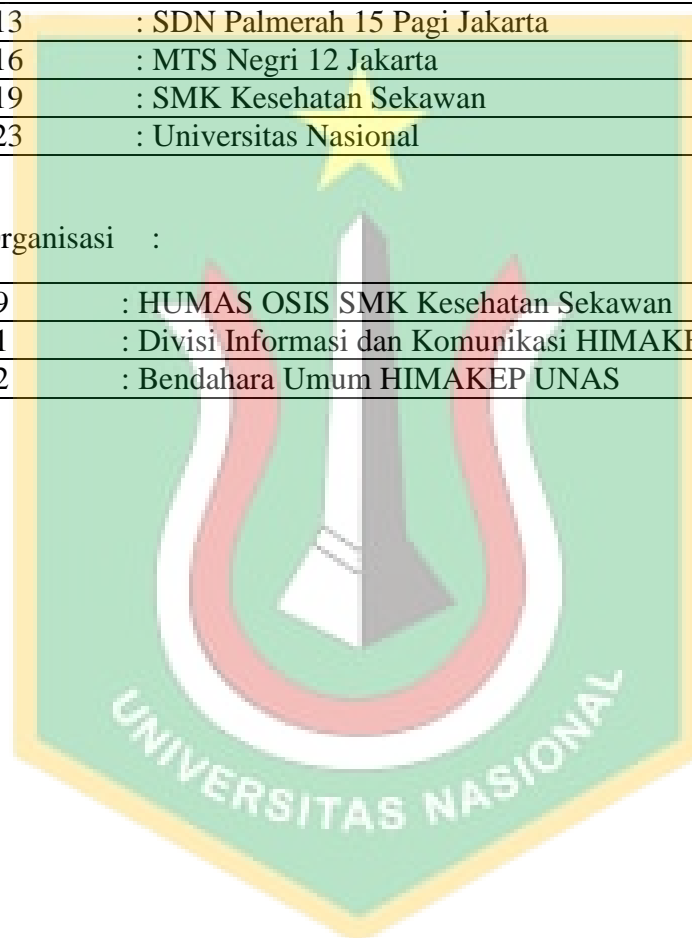 13 : SDN Palmerah 15 Pagi Jakarta
16 : MTS Negri 12 Jakarta
19 : SMK Kesehatan Sekawan
23 : Universitas Nasional
rganisasi :
9 : HUMAS OSIS SMK Kesehatan Sekawan
1 : Divisi Informasi dan Komunikasi HIMAKE
2 : Bendahara Umum HIMAKEP UNAS
UNIVERSITAS NASIONAL